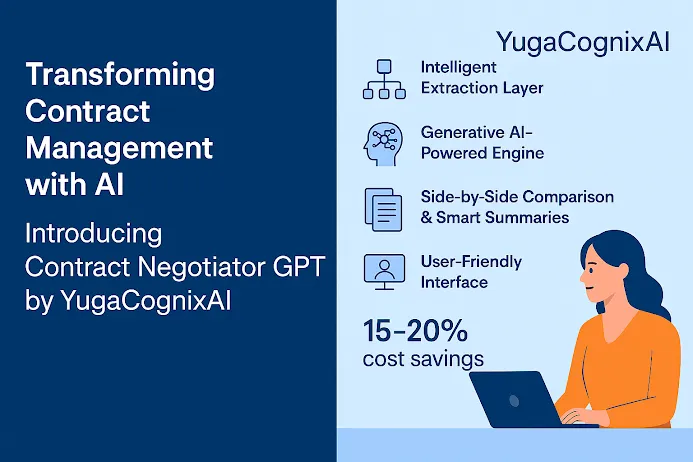 Transforming
Contract
Management
with AI
Introducing
Contract Negotiator GPT
by YugaCognixAI
YugaCognixAI
Intelligent
Extraction Layer
Generative AI-
Powered Engine
Side-by-Side Comparison
& Smart Summaries
User-Friendly
Interface
15-20%
cost savings